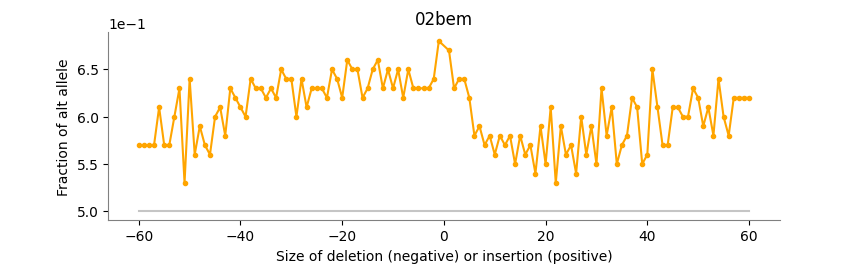 02bem
1e−1
6.5
6.0
5.5
5.0
Fraction of alt allele
−60 −40 −20 0 20 40 60
Size of deletion (negative) or insertion (positive)